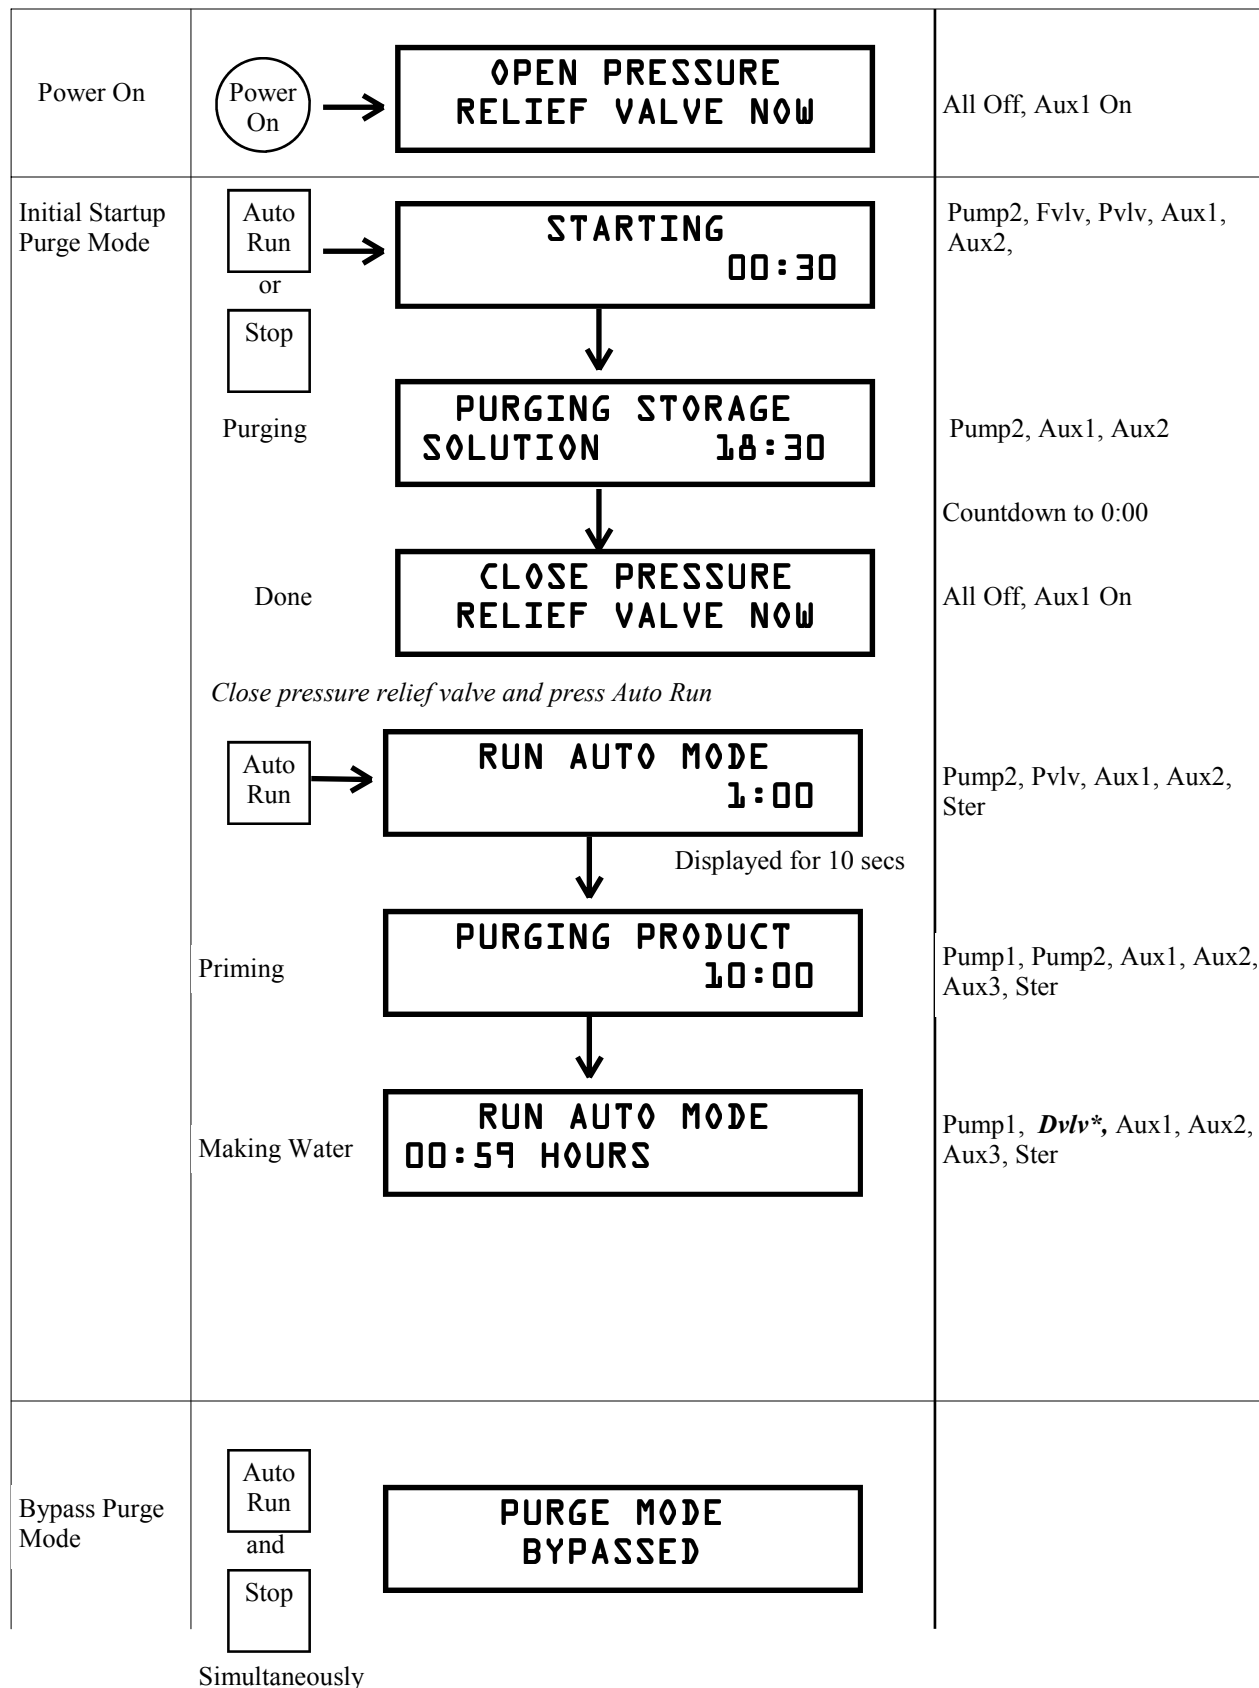 Power On
Power
On
OPEN PRESSURE
RELIEF VALVE NOW
All Off, Aux1 On
Initial Startup
Purge Mode
Auto
Run
or
Stop
STARTING
00:30
Pump2, Fvlv, Pvlv, Aux1,
Aux2,
Purging
PURGING STORAGE
SOLUTION 18:30
Pump2, Aux1, Aux2
Countdown to 0:00
Done
CLOSE PRESSURE
RELIEF VALVE NOW
All Off, Aux1 On
Close pressure relief valve and press Auto Run
Auto
Run
RUN AUTO MODE
1:00
Pump2, Pvlv, Aux1, Aux2,
Ster
Displayed for 10 secs
Priming
PURGING PRODUCT
10:00
Pump1, Pump2, Aux1, Aux2,
Aux3, Ster
Making Water
RUN AUTO MODE
00:59 HOURS
Pump1, Dvlv*, Aux1, Aux2,
Aux3, Ster
Bypass Purge
Mode
Auto
Run
and
Stop
Simultaneously
PURGE MODE
BYPASSED